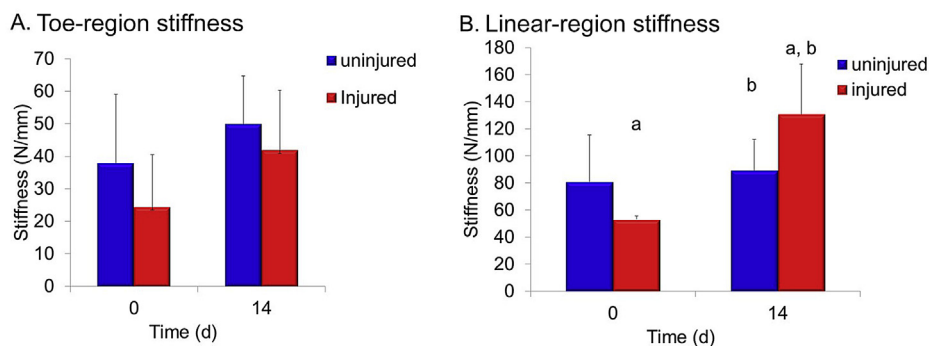 A. Toe-region stiffness
70
60
50
40
30
20
10
0
Stiffness (N/mm)
0
14
Time (d)
uninjured
Injured
B. Linear-region stiffness
180
160
140
120
100
80
60
40
20
0
Stiffness (N/mm)
a
b
a, b
0
14
Time (d)
uninjured
injured